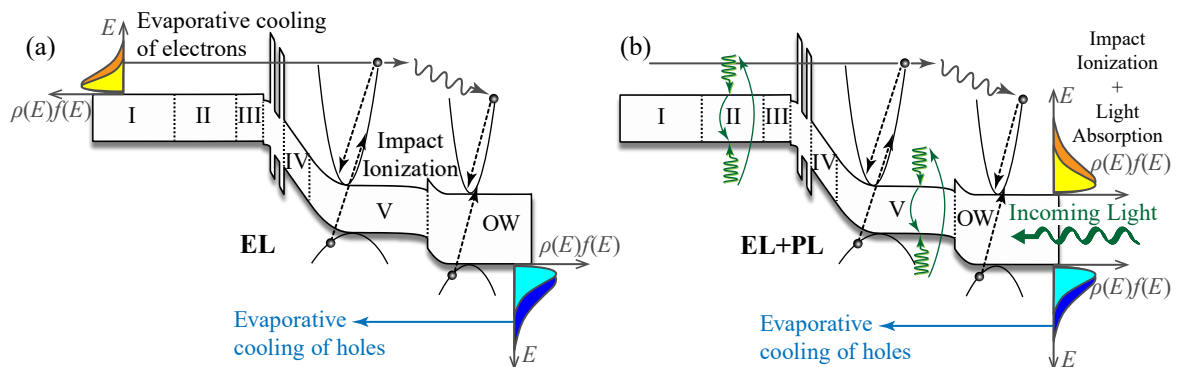 (a)
E
Evaporative cooling
of electrons
ρ(E)f(E)
I
II
III
IV
V
Impact
Ionization
OW
EL
ρ(E)f(E)
E
Evaporative
cooling of holes
(b)
Impact
Ionization
+
Light
Absorption
E
ρ(E)f(E)
I
II
III
IV
V
OW
Incoming Light
EL+PL
ρ(E)f(E)
E
Evaporative
cooling of holes